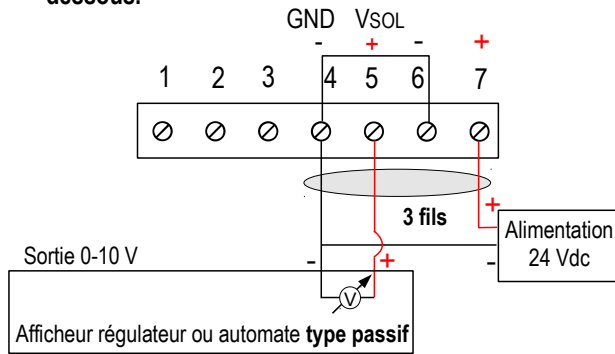 dessous.
GND VSOL
- + - +
1 2 3 4 5 6 7
3 fils
+
Alimentation
24 Vdc
-
Sortie 0-10 V
- +
V
Afficheur régulateur ou automate type passif